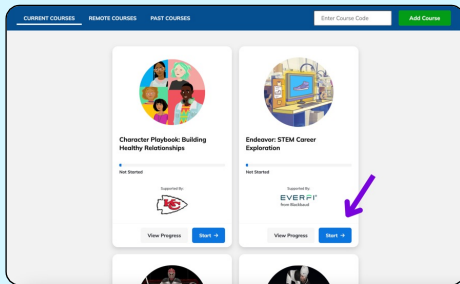 CURRENT COURSES REMOTE COURSES PAST COURSES Enter Course Code Add Course
Character Playbook: Building
Healthy Relationships
Not Started
Supported By:
KC
View Progress Start →
Endeavor: STEM Career
Exploration
Not Started
Supported By:
EVERFI
from Blackbaud
View Progress Start →